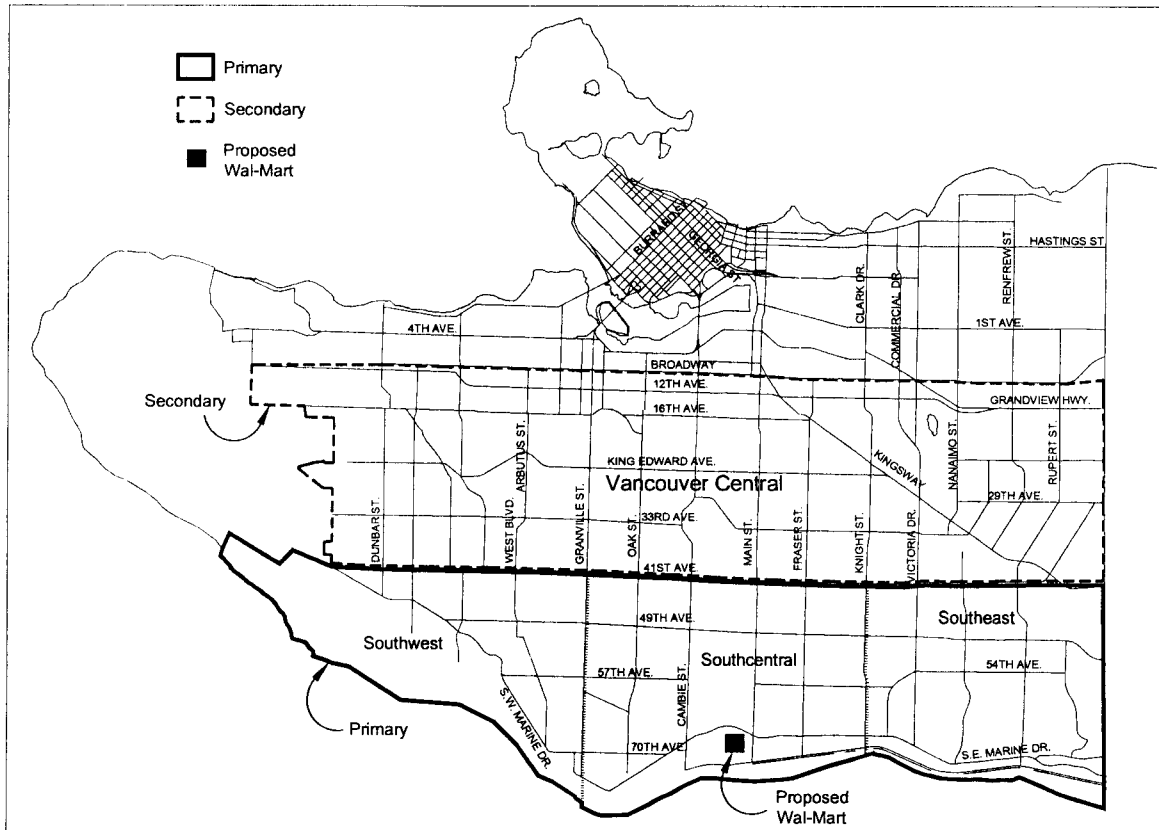 Primary
Secondary
Proposed
Wal-Mart
BURRARD ST.
GEORGIA ST.
HASTINGS ST.
RENFREW ST.
CLARK DR.
COMMERCIAL DR.
4TH AVE.
1ST AVE.
BROADWAY
12TH AVE.
GRANDVIEW HWY.
16TH AVE.
Secondary
ARBUTUS ST.
KING EDWARD AVE.
KINGSWAY
NANAIMO ST.
RUPERT ST.
Vancouver Central
29TH AVE.
33RD AVE.
DUNBAR ST.
WEST BLVD.
GRANVILLE ST.
OAK ST.
MAIN ST.
FRASER ST.
KNIGHT ST.
VICTORIA DR.
41ST AVE.
49TH AVE.
Southeast
Southwest
Southcentral
57TH AVE.
54TH AVE.
CAMBIE ST.
S.W. MARINE DR.
Primary
70TH AVE.
S.E. MARINE DR.
Proposed
Wal-Mart